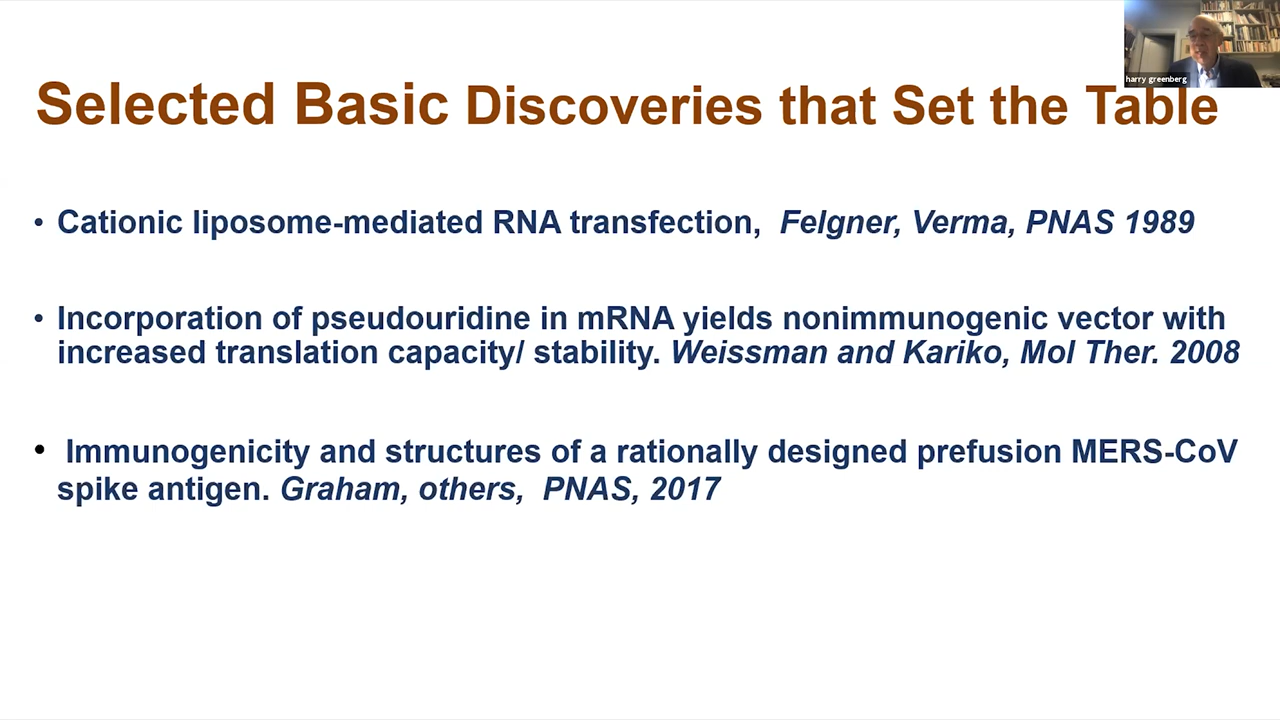 harry greenberg
Selected Basic Discoveries that Set the Table
• Cationic liposome-mediated RNA transfection, Felgner, Verma, PNAS 1989
• Incorporation of pseudouridine in mRNA yields nonimmunogenic vector with
increased translation capacity/ stability. Weissman and Kariko, Mol Ther. 2008
• Immunogenicity and structures of a rationally designed prefusion MERS-CoV
spike antigen. Graham, others, PNAS, 2017